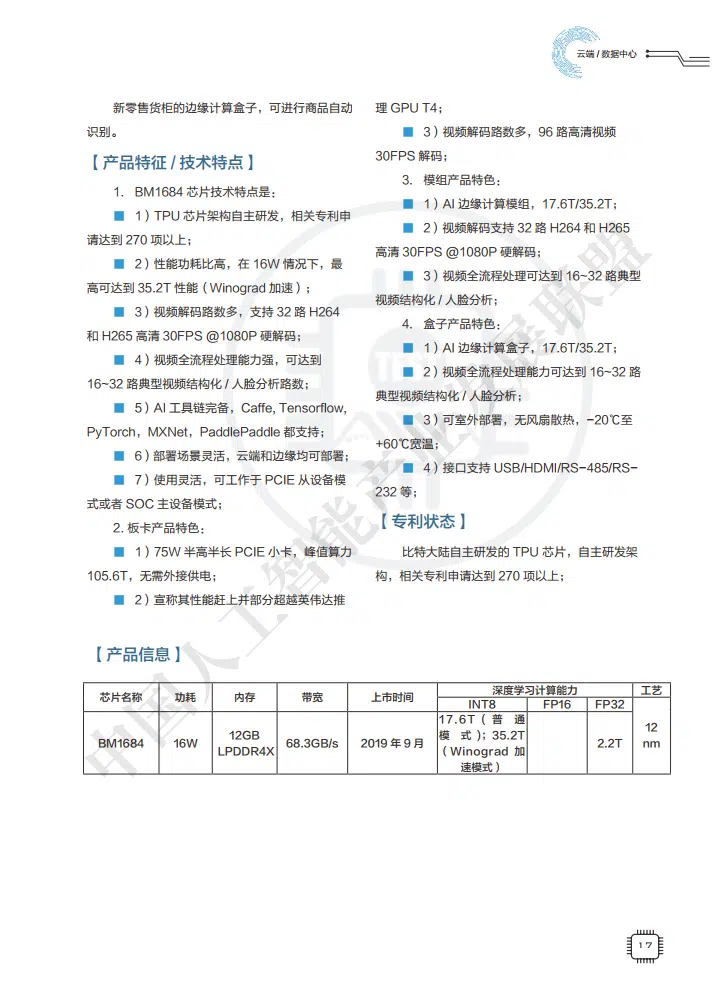 云端 / 数据中心
新零售货柜的边缘计算盒子，可进行商品自动
识别。
【 产品特征 / 技术特点 】
1. BM1684 芯片技术特点是：
■ 1）TPU 芯片架构自主研发，相关专利申
请达到 270 项以上；
■ 2）性能功耗比高，在 16W 情况下，最
高可达到 35.2T 性能（Winograd 加速）；
■ 3）视频解码路数多，支持 32 路 H264
和 H265 高清 30FPS @1080P 硬解码；
■ 4）视频全流程处理能力强，可达到
16~32 路典型视频结构化 / 人脸分析路数；
■ 5）AI 工具链完备，Caffe, Tensorflow,
PyTorch，MXNet，PaddlePaddle 都支持；
■ 6）部署场景灵活，云端和边缘均可部署；
■ 7）使用灵活，可工作于 PCIE 从设备模
式或者 SOC 主设备模式；
2. 板卡产品特色：
■ 1）75W 半高半长 PCIE 小卡，峰值算力
105.6T，无需外接供电；
■ 2）宣称其性能赶上并部分超越英伟达推
理 GPU T4；
■ 3）视频解码路数多，96 路高清视频
30FPS 解码；
3. 模组产品特色：
■ 1）AI 边缘计算模组，17.6T/35.2T；
■ 2）视频解码支持 32 路 H264 和 H265
高清 30FPS @1080P 硬解码；
■ 3）视频全流程处理可达到 16~32 路典型
视频结构化 / 人脸分析；
4. 盒子产品特色：
■ 1）AI 边缘计算盒子，17.6T/35.2T；
■ 2）视频全流程处理能力可达到 16~32 路
典型视频结构化 / 人脸分析；
■ 3）可室外部署，无风扇散热，-20℃至
+60℃宽温；
■ 4）接口支持 USB/HDMI/RS-485/RS-
232 等；
【 专利状态 】
比特大陆自主研发的 TPU 芯片，自主研发架
构，相关专利申请达到 270 项以上；
【 产品信息 】
芯片名称 功耗 内存 带宽 上市时间 深度学习计算能力 工艺
INT8 FP16 FP32
BM1684 16W 12GB LPDDR4X 68.3GB/s 2019 年 9 月 17.6T（普通模式）；35.2T（Winograd 加速模式） 2.2T 12 nm
中国人工智能产业发展联盟
17